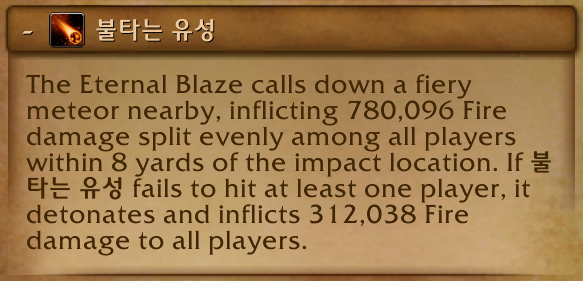 - 불타는 유성
The Eternal Blaze calls down a fiery
meteor nearby, inflicting 780,096 Fire
damage split evenly among all players
within 8 yards of the impact location. If 불
타는 유성 fails to hit at least one player, it
detonates and inflicts 312,038 Fire
damage to all players.